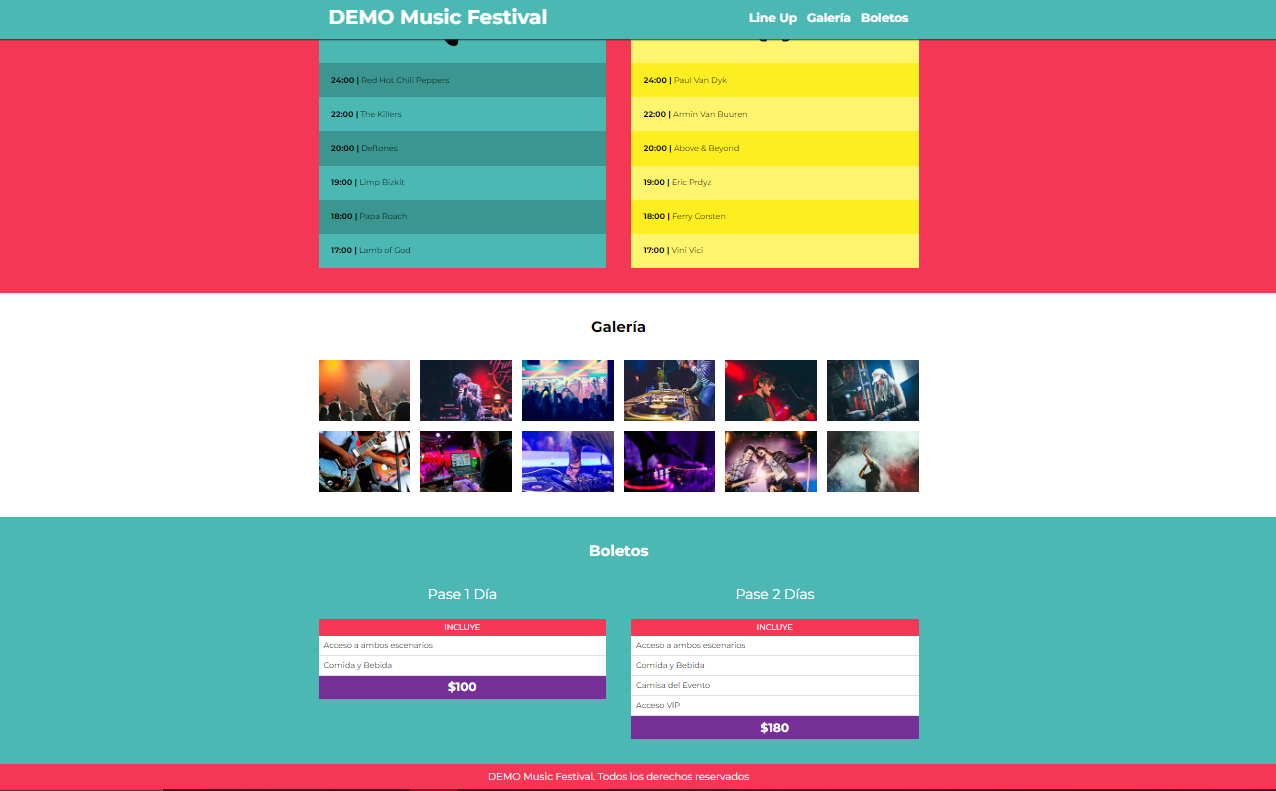 DEMO Music Festival
Line Up Galería Boletos
24:00 | Red Hot Chili Peppers
22:00 | The Killers
20:00 | Deftones
19:00 | Limp Bizkit
18:00 | Papa Roach
17:00 | Lamb of God
24:00 | Paul Van Dyk
22:00 | Armin Van Buuren
20:00 | Above & Beyond
19:00 | Eric Prdyz
18:00 | Ferry Corsten
17:00 | Vini Vici
Galería
Boletos
Pase 1 Día
INCLUYE
Acceso a ambos escenarios
Comida y Bebida
$100
Pase 2 Días
INCLUYE
Acceso a ambos escenarios
Comida y Bebida
Camisa del Evento
Acceso VIP
$180
DEMO Music Festival. Todos los derechos reservados